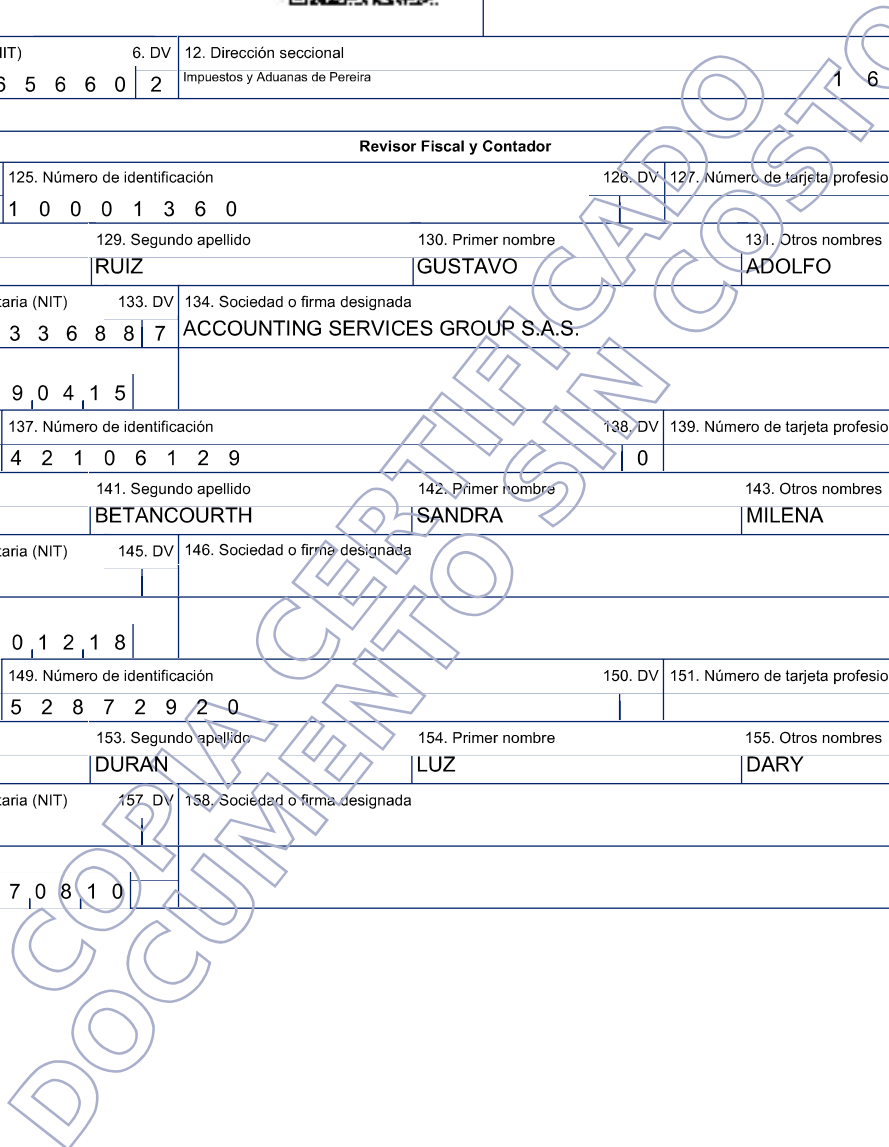 IIT) 6. DV 12. Dirección seccional
6 5 6 6 0 2 Impuestos y Aduanas de Pereira 1 6
Revisor Fiscal y Contador
125. Número de identificación 126. DV 127. Número de tarjeta profesio
1 0 0 0 1 3 6 0
129. Segundo apellido 130. Primer nombre 131. Otros nombres
RUIZ GUSTAVO ADOLFO
taria (NIT) 133. DV 134. Sociedad o firma designada
3 3 6 8 8 7 ACCOUNTING SERVICES GROUP S.A.S.
9 0 4 1 5
137. Número de identificación 138. DV 139. Número de tarjeta profesio
4 2 1 0 6 1 2 9 0
141. Segundo apellido 142. Primer nombre 143. Otros nombres
BETANCOURTH SANDRA MILENA
taria (NIT) 145. DV 146. Sociedad o firma designada
0 1 2 1 8
149. Número de identificación 150. DV 151. Número de tarjeta profesio
5 2 8 7 2 9 2 0
153. Segundo apellido 154. Primer nombre 155. Otros nombres
DURAN LUZ DARY
taria (NIT) 157. DV 158. Sociedad o firma designada
7 0 8 1 0
COPIA CERTIFICADO
DOCUMENTO SIN COSTO